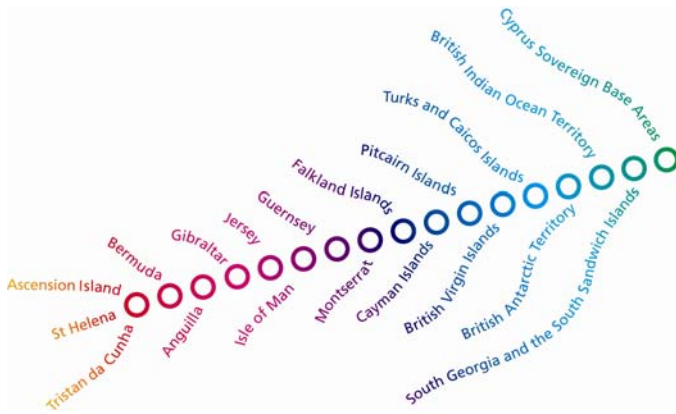 Cyprus Sovereign Base Areas
British Indian Ocean Territory
Turks and Caicos Islands
Pitcairn Islands
Falkland Islands
Guernsey
Jersey
Gibraltar
Bermuda
Ascension Island
St Helena
Tristan da Cunha
Anguilla
Isle of Man
Montserrat
Cayman Islands
British Virgin Islands
British Antarctic Territory
South Georgia and the South Sandwich Islands